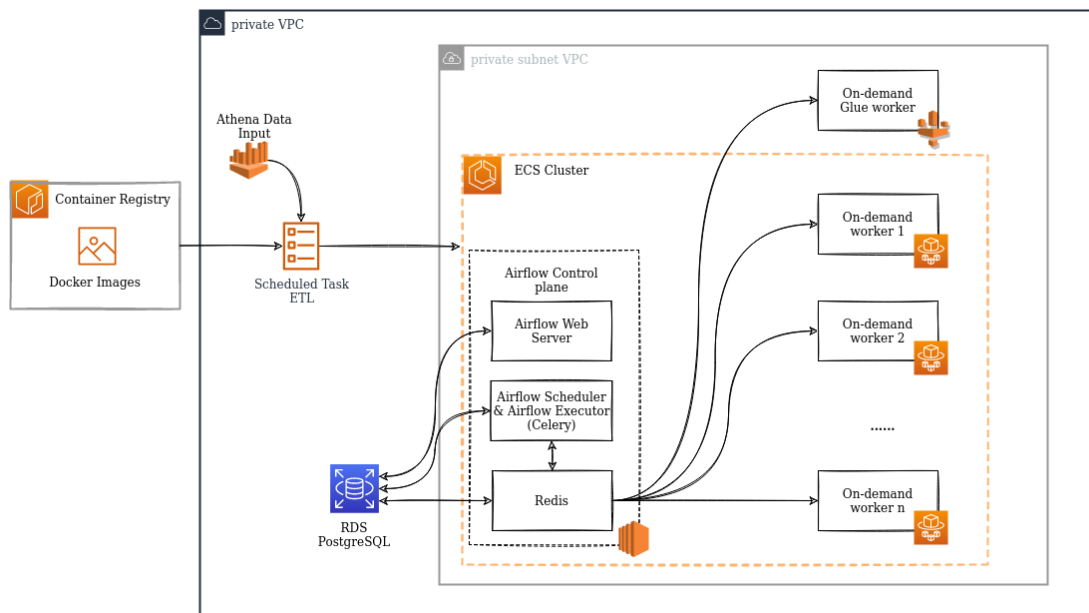 private VPC
private subnet VPC
On-demand
Glue worker
Athena Data
Input
ECS Cluster
Container Registry
Docker Images
Scheduled Task
ETL
Airflow Control
plane
Airflow Web
Server
Airflow Scheduler
& Airflow Executor
(Celery)
Redis
RDS
PostgreSQL
On-demand
worker 1
On-demand
worker 2
......
On-demand
worker n